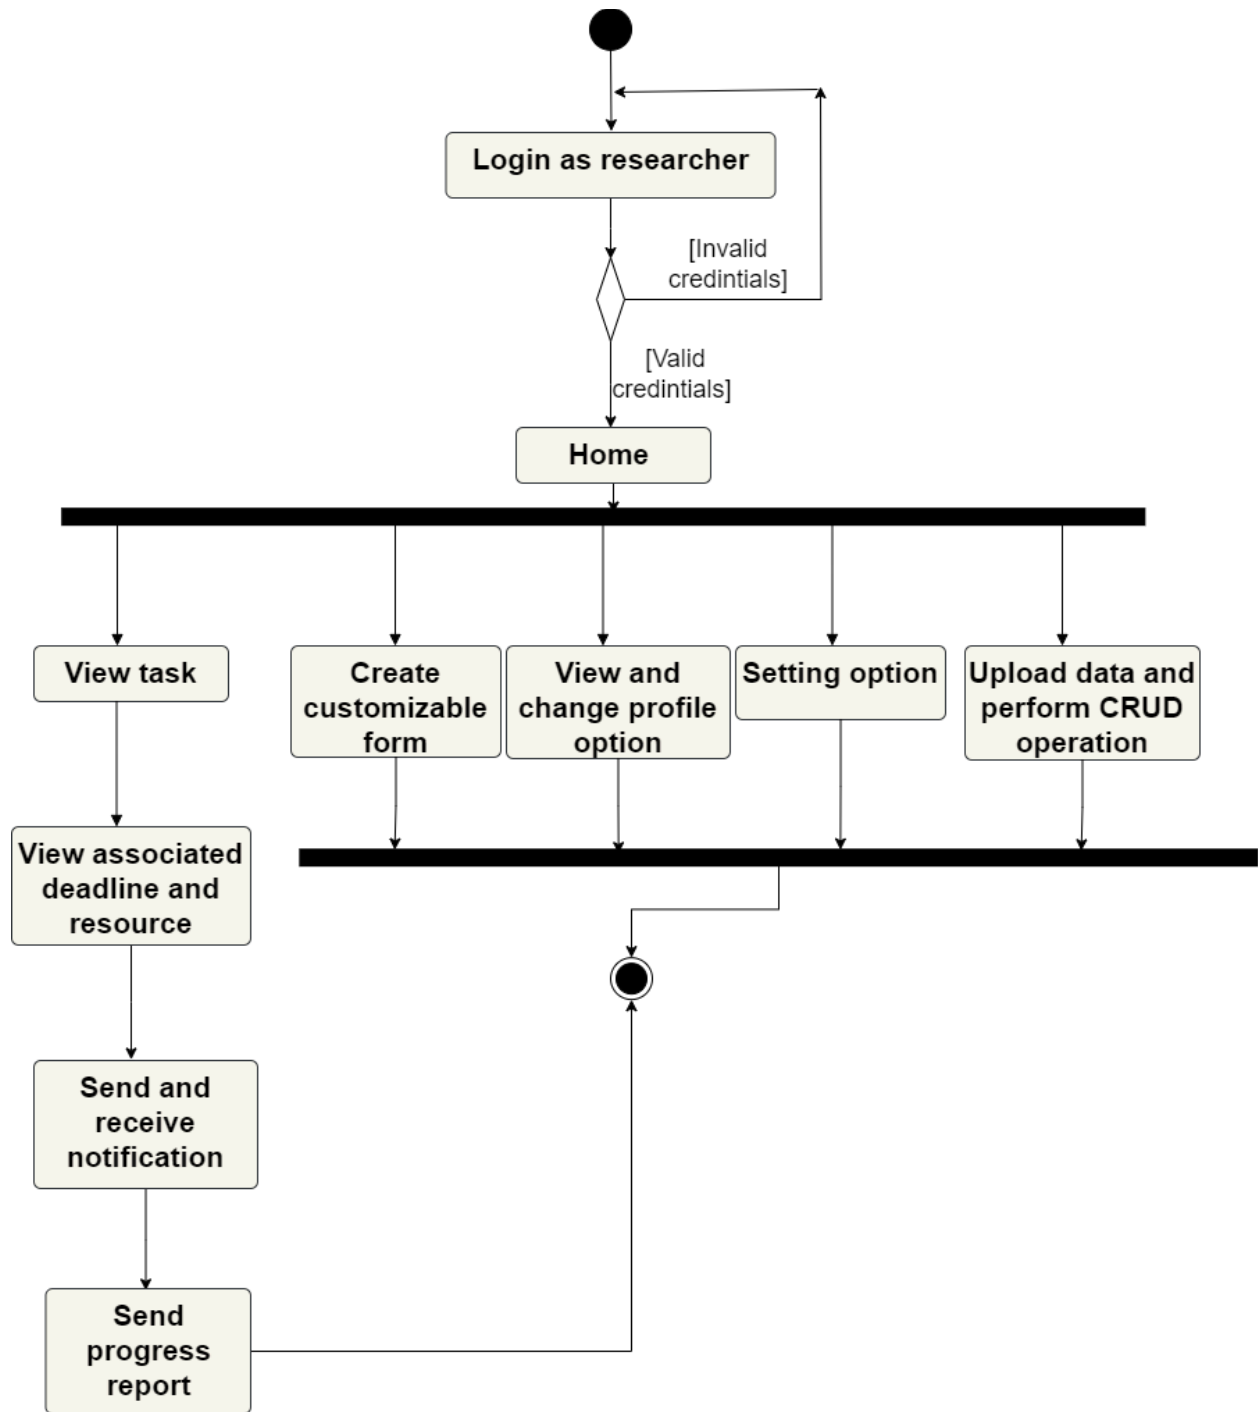 Login as researcher
[Invalid
credintials]
[Valid
credintials]
Home
View task
Create
customizable
form
View and
change profile
option
Setting option
Upload data and
perform CRUD
operation
View associated
deadline and
resource
Send and
receive
notification
Send
progress
report